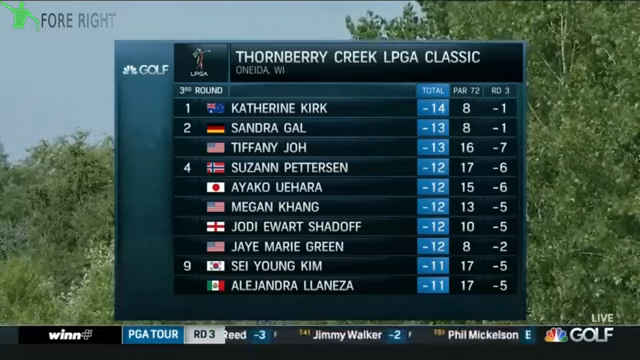 FORE RIGHT
THORNBERRY CREEK LPGA CLASSIC
ONEIDA, WI
GOLF
LPGA
3RD ROUND TOTAL PAR 72 RD 3
1 KATHERINE KIRK -14 8 -1
2 SANDRA GAL -13 8 -1
TIFFANY JOH -13 16 -7
4 SUZANN PETTERSEN -12 17 -6
AYAKO UEHARA -12 15 -6
MEGAN KHANG -12 13 -5
JODI EWART SHADOFF -12 10 -5
JAYE MARIE GREEN -12 8 -2
9 SEI YOUNG KIM -11 17 -5
ALEJANDRA LLANEZA -11 17 -5
LIVE
winn PGA TOUR RD 3 Reed -3 F T41 Jimmy Walker -2 F Phil Mickelson E GOLF